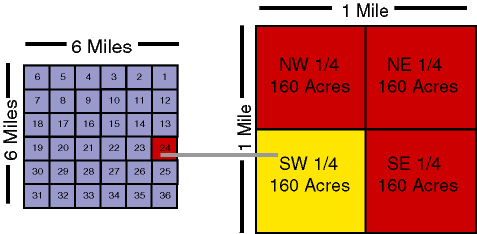 6 Miles
6 Miles
6 5 4 3 2 1
7 8 9 10 11 12
18 17 16 15 14 13
19 20 21 22 23 24
30 29 28 27 26 25
31 32 33 34 35 36
1 Mile
1 Mile
NW 1/4
160 Acres
NE 1/4
160 Acres
SW 1/4
160 Acres
SE 1/4
160 Acres